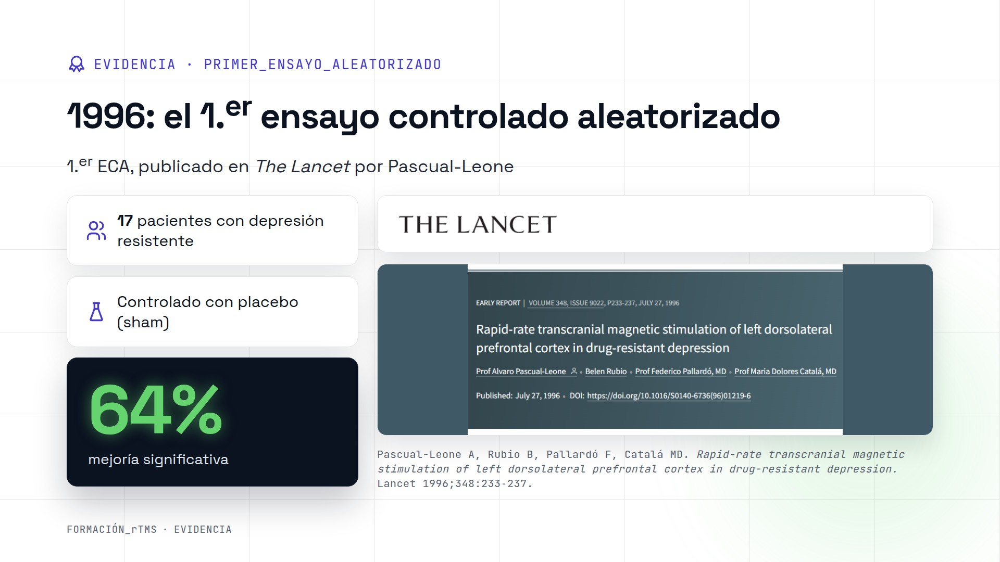 EVIDENCIA · PRIMER_ENSAYO_ALEATORIZADO
1996: el 1.er ensayo controlado aleatorizado
1.er ECA, publicado en The Lancet por Pascual-Leone
17 pacientes con depresión
resistente
Controlado con placebo
(sham)
64%
mejoría significativa
THE LANCET
EARLY REPORT | VOLUME 348, ISSUE 9022, P233-237, JULY 27, 1996
Rapid-rate transcranial magnetic stimulation of left dorsolateral
prefrontal cortex in drug-resistant depression
Prof Alvaro Pascual-Leone • Belen Rubio • Prof Federico Pallardó, MD • Prof Maria Dolores Catalá, MD
Published: July 27, 1996 • DOI: https://doi.org/10.1016/S0140-6736(96)01219-6
Pascual-Leone A, Rubio B, Pallardó F, Catalá MD. Rapid-rate transcranial magnetic
stimulation of left dorsolateral prefrontal cortex in drug-resistant depression.
Lancet 1996;348:233-237.
FORMACIÓN_rTMS · EVIDENCIA